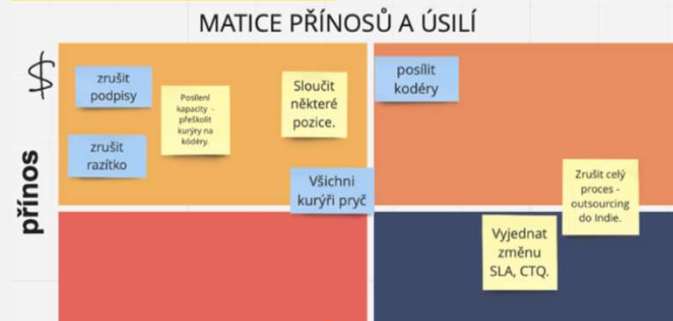 MATICE PŘÍNOSŮ A ÚSILÍ
$
přínos
zrušit
podpisy
Posílení
kapacity -
přeškolit
kurýry na
kódéry.
Sloučit
některé
pozice.
posílit
kodéry
zrušit
razítko
Všichni
kurýři pryč
Zrušit celý
proces -
outsourcing
do Indie.
Vyjednat
změnu
SLA, CTQ.